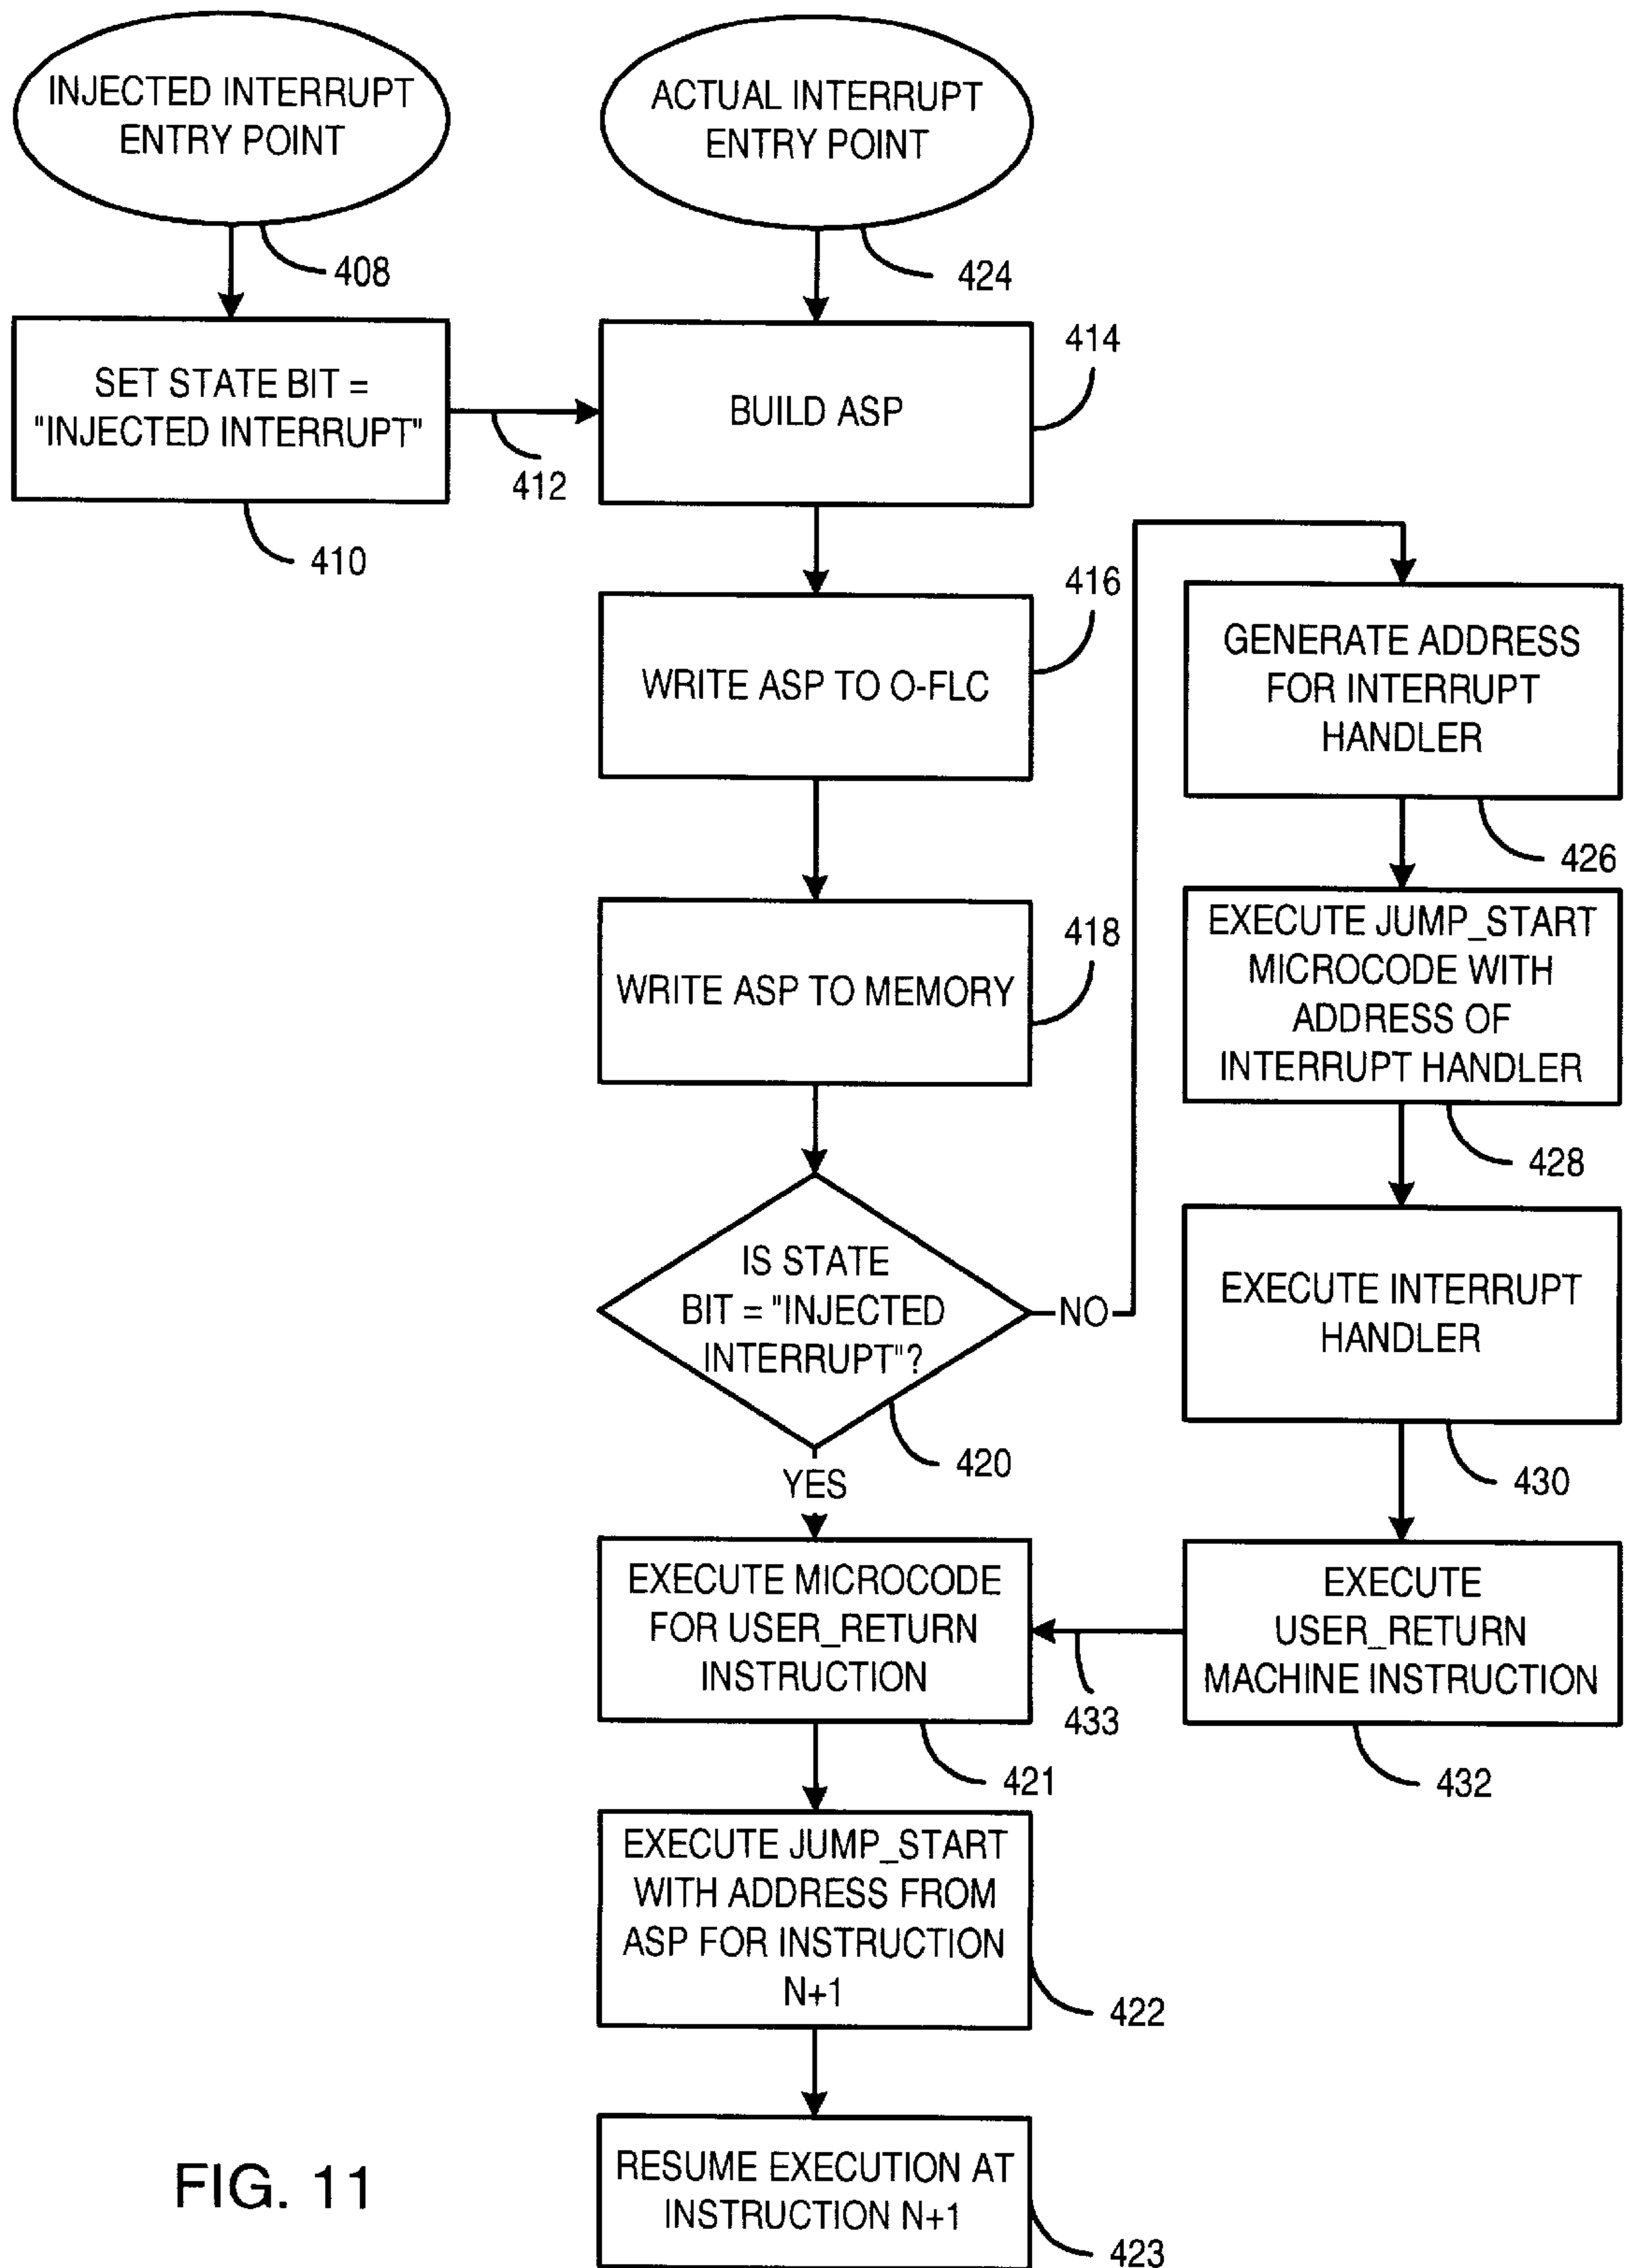 INJECTED INTERRUPT
ENTRY POINT
408
ACTUAL INTERRUPT
ENTRY POINT
424
SET STATE BIT =
"INJECTED INTERRUPT"
410
412
BUILD ASP
414
WRITE ASP TO O-FLC
416
WRITE ASP TO MEMORY
418
IS STATE
BIT = "INJECTED
INTERRUPT"?
420
NO
YES
GENERATE ADDRESS
FOR INTERRUPT
HANDLER
426
EXECUTE JUMP_START
MICROCODE WITH
ADDRESS OF
INTERRUPT HANDLER
428
EXECUTE INTERRUPT
HANDLER
430
EXECUTE
USER_RETURN
MACHINE INSTRUCTION
432
433
EXECUTE MICROCODE
FOR USER_RETURN
INSTRUCTION
421
EXECUTE JUMP_START
WITH ADDRESS FROM
ASP FOR INSTRUCTION
N+1
422
RESUME EXECUTION AT
INSTRUCTION N+1
423
FIG. 11